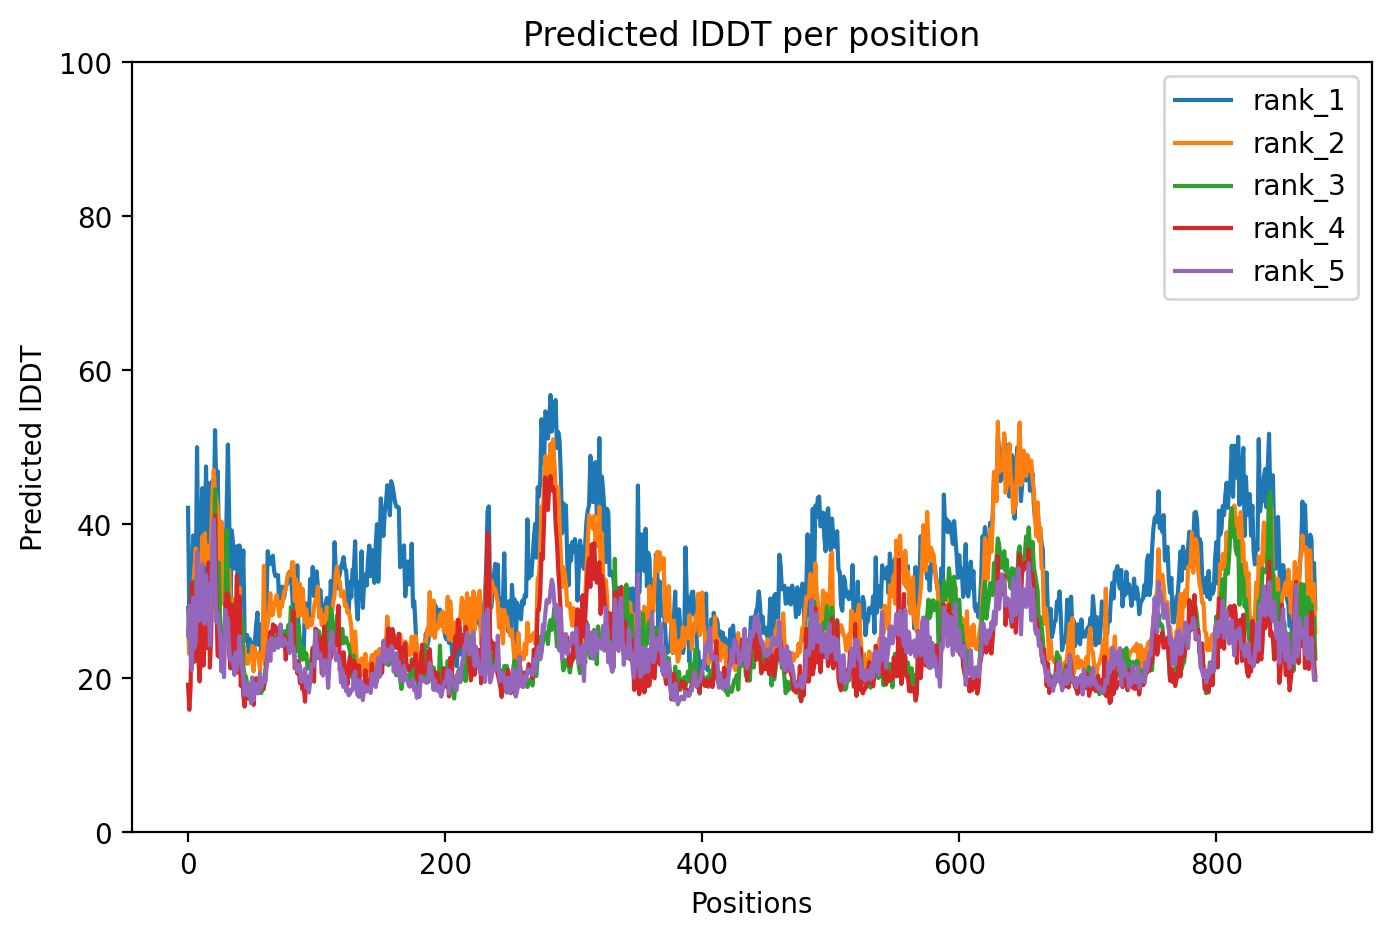 Predicted lDDT per position
100
80
60
40
20
0
Predicted lDDT
0
200
400
600
800
Positions
rank_1
rank_2
rank_3
rank_4
rank_5